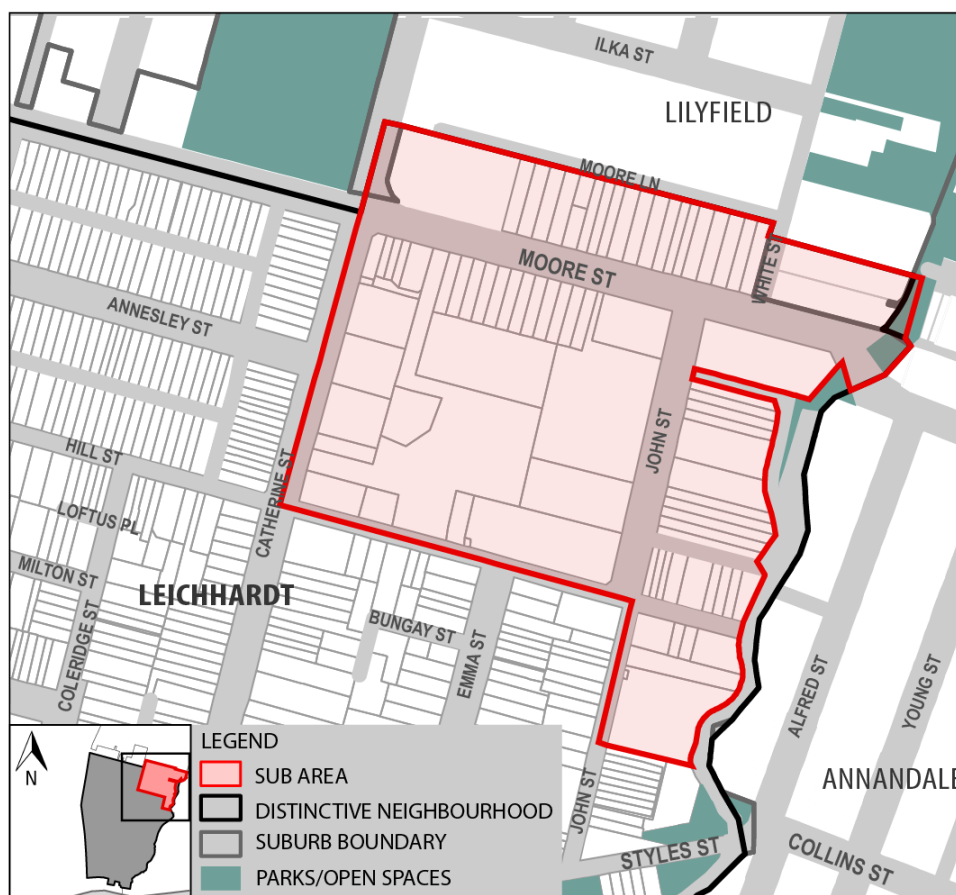 ILKA ST
LILYFIELD
MOORE LN
MOORE ST
WHITE ST
ANNESLEY ST
JOHN ST
HILL ST
CATHERINE ST
LOFTUS PL
MILTON ST
LEICHHARDT
COLERIDGE ST
BUNGAY ST
EMMA ST
ALFRED ST
YOUNG ST
ANNANDALE
JOHN ST
STYLES ST
COLLINS ST
N
LEGEND
SUB AREA
DISTINCTIVE NEIGHBOURHOOD
SUBURB BOUNDARY
PARKS/OPEN SPACES